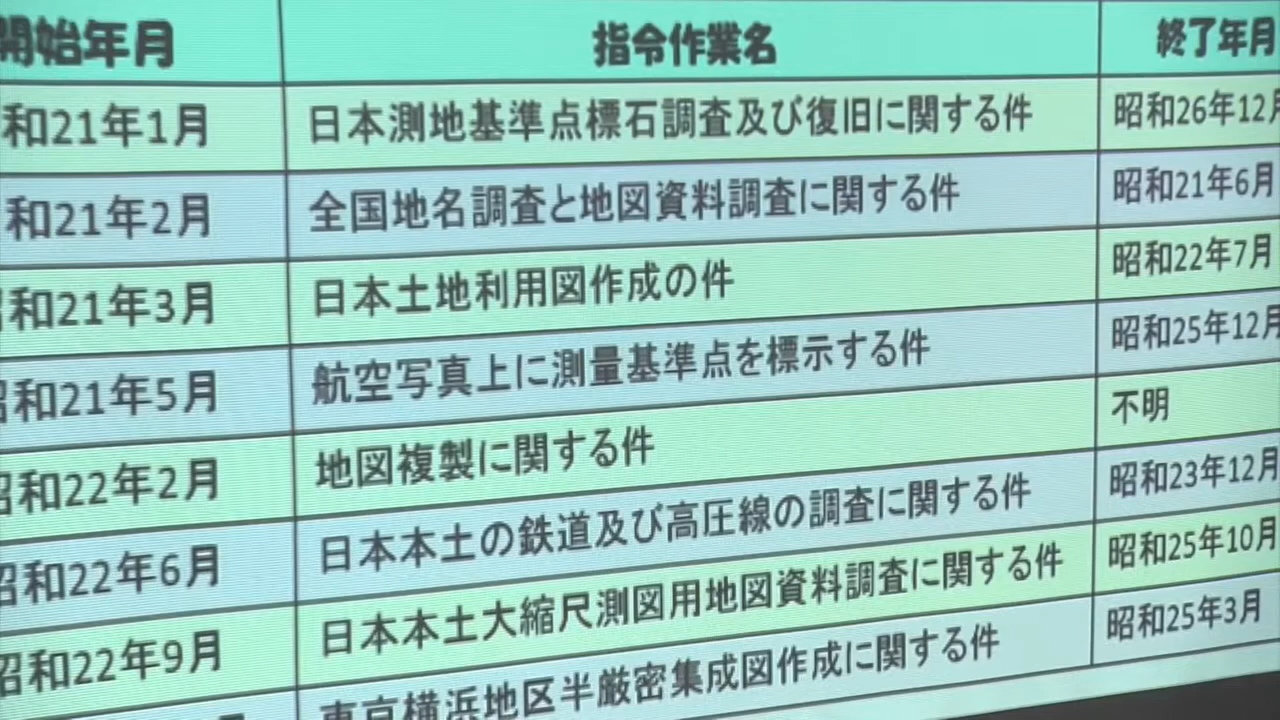 開始年月 指令作業名 終了年月
和21年1月 日本測地基準点標石調査及び復旧に関する件 昭和26年12月
和21年2月 全国地名調査と地図資料調査に関する件 昭和21年6月
昭和21年3月 日本土地利用図作成の件 昭和22年7月
昭和21年5月 航空写真上に測量基準点を標示する件 昭和25年12月
昭和22年2月 地図複製に関する件 不明
昭和22年6月 日本本土の鉄道及び高圧線の調査に関する件 昭和23年12月
昭和22年9月 日本本土大縮尺測図用地図資料調査に関する件 昭和25年10月
東京横浜地区半厳密集成図作成に関する件 昭和25年3月